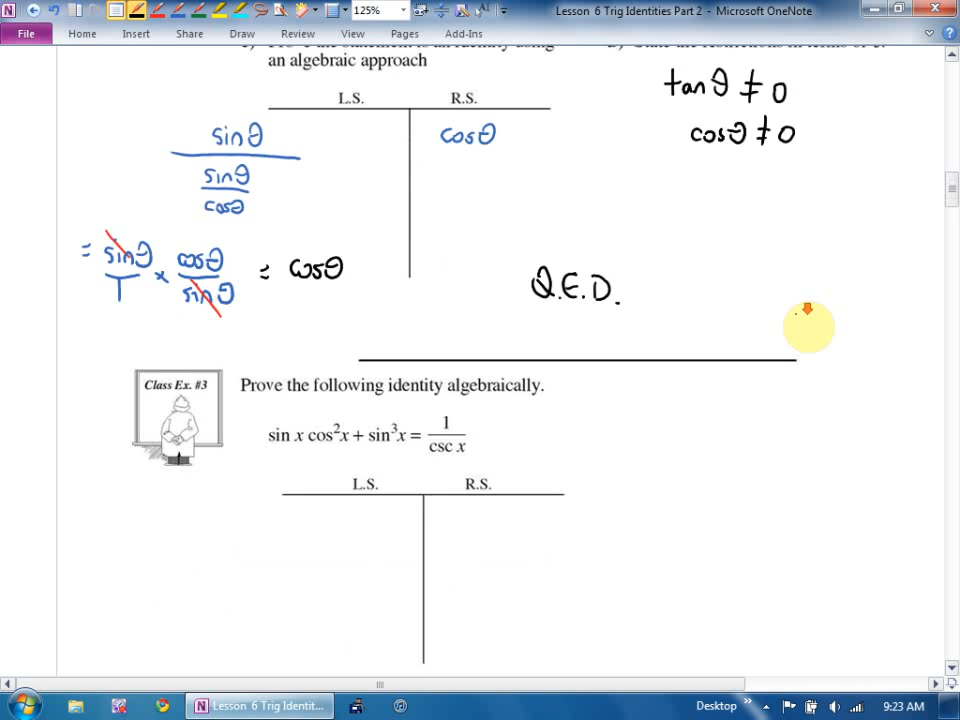 125%
Lesson 6 Trig Identities Part 2 - Microsoft OneNote
File Home Insert Share Draw Review View Pages Add-Ins
an algebraic approach
L.S. R.S.
tanθ ≠ 0
cosθ ≠ 0
sinθ
cosθ
sinθ
cosθ
= sinθ/1 × cosθ/sinθ = cosθ
Q.E.D.
Class Ex. #3
Prove the following identity algebraically.
sin x cos²x + sin³x = 1/csc x
L.S. R.S.
N Lesson 6 Trig Identit...
Desktop » 9:23 AM